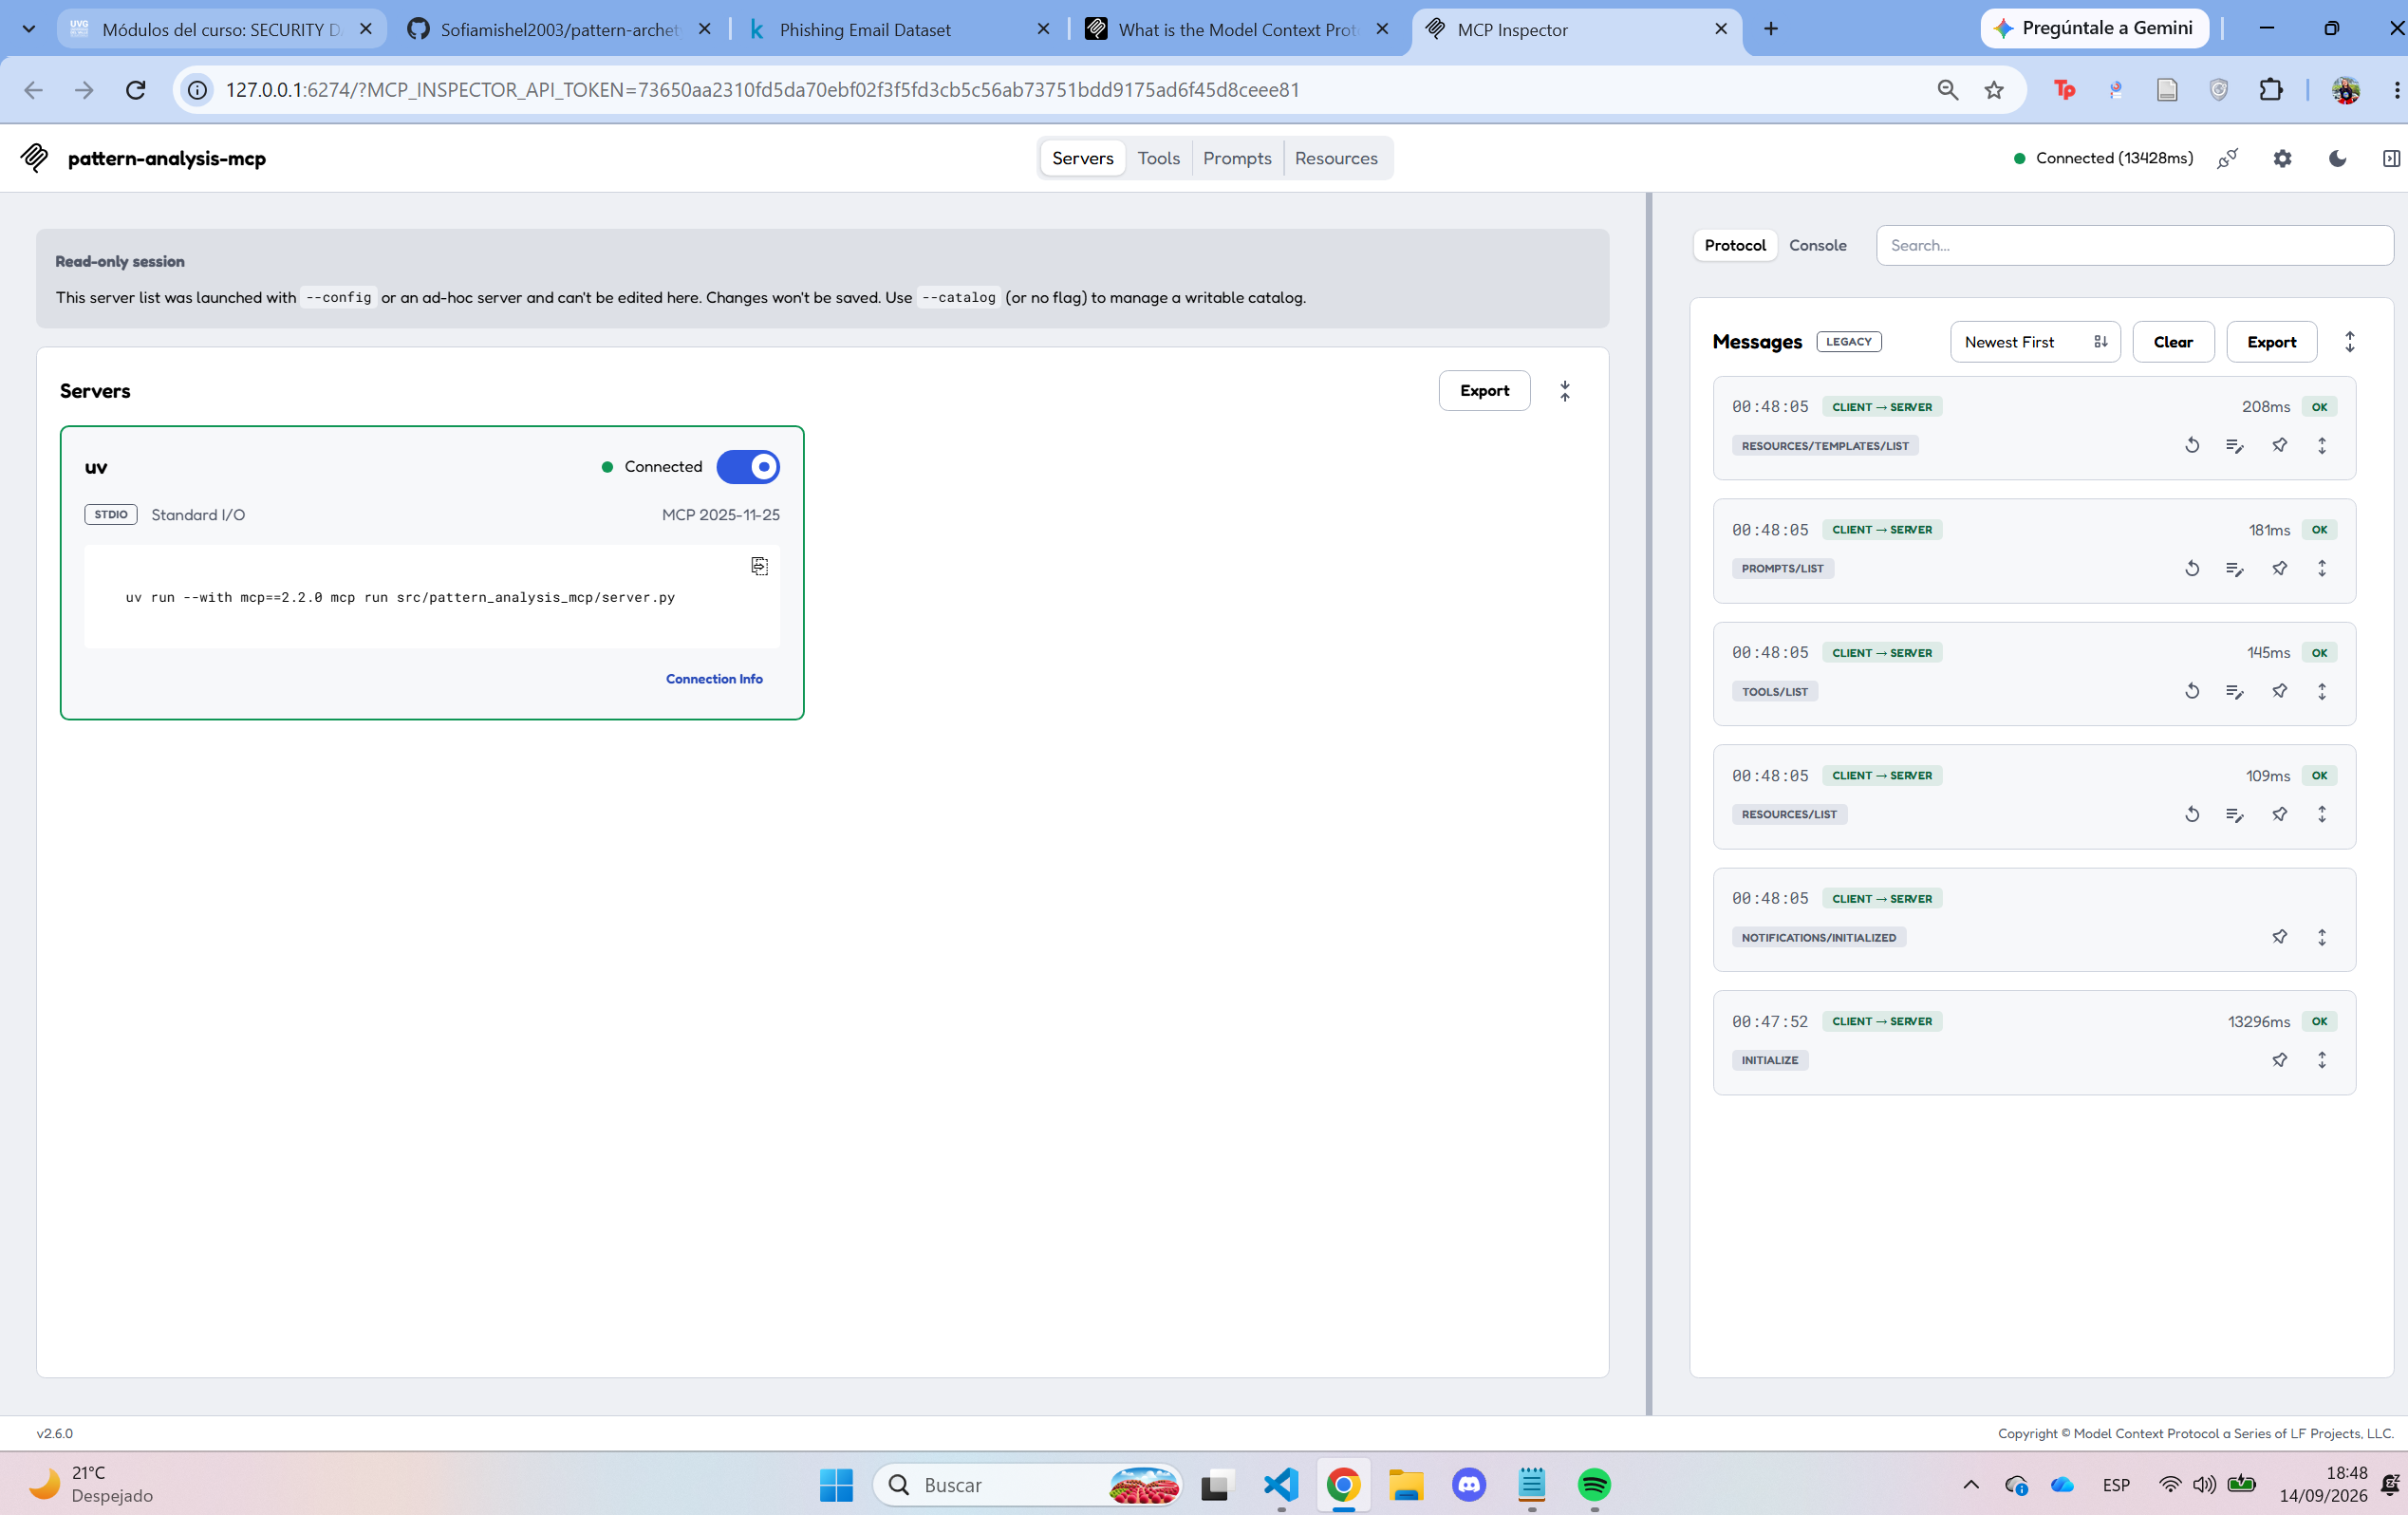 UVG
Módulos del curso: SECURITY DA
Sofiamishel2003/pattern-archet
k
Phishing Email Dataset
What is the Model Context Prot
MCP Inspector
Pregúntale a Gemini
127.0.0.1:6274/?MCP_INSPECTOR_API_TOKEN=73650aa2310fd5da70ebf02f3f5fd3cb5c56ab73751bdd9175ad6f45d8ceee81
Tp
pattern-analysis-mcp
Servers
Tools
Prompts
Resources
Connected (13428ms)
Read-only session
This server list was launched with --config or an ad-hoc server and can't be edited here. Changes won't be saved. Use --catalog (or no flag) to manage a writable catalog.
Servers
Export
uv
Connected
STDIO
Standard I/O
MCP 2025-11-25
uv run --with mcp==2.2.0 mcp run src/pattern_analysis_mcp/server.py
Connection Info
Protocol
Console
Search...
Messages
LEGACY
Newest First
Clear
Export
00:48:05 CLIENT → SERVER 208ms OK
RESOURCES/TEMPLATES/LIST
00:48:05 CLIENT → SERVER 181ms OK
PROMPTS/LIST
00:48:05 CLIENT → SERVER 145ms OK
TOOLS/LIST
00:48:05 CLIENT → SERVER 109ms OK
RESOURCES/LIST
00:48:05 CLIENT → SERVER
NOTIFICATIONS/INITIALIZED
00:47:52 CLIENT → SERVER 13296ms OK
INITIALIZE
v2.6.0
Copyright © Model Context Protocol a Series of LF Projects, LLC.
21°C
Despejado
Buscar
ESP
18:48
14/09/2026